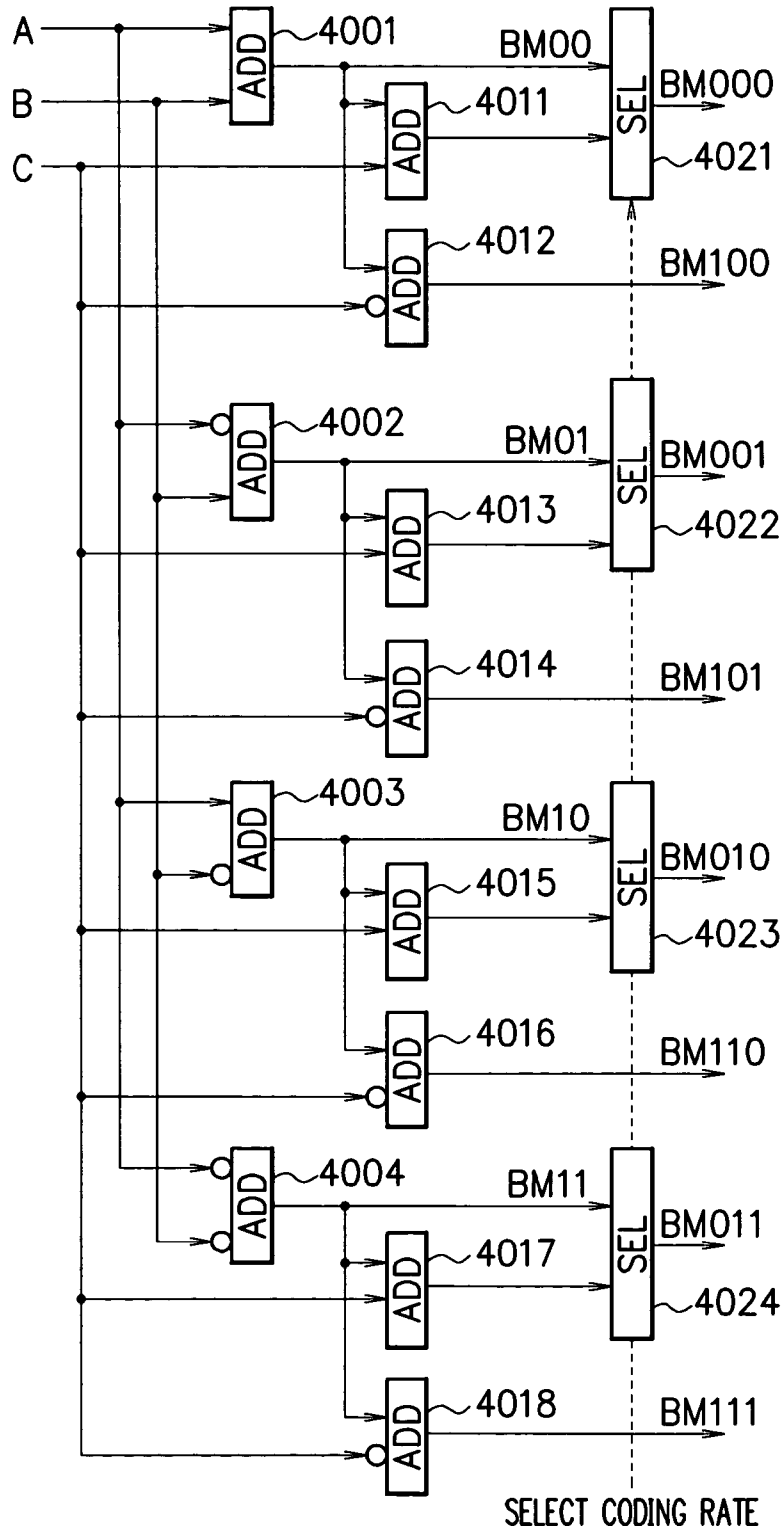 A
ADD
4001
BM00
SEL
BM000
B
ADD
4011
C
4021
ADD
4012
BM100
ADD
4002
BM01
SEL
BM001
ADD
4013
4022
ADD
4014
BM101
ADD
4003
BM10
SEL
BM010
ADD
4015
4023
ADD
4016
BM110
ADD
4004
BM11
SEL
BM011
ADD
4017
4024
ADD
4018
BM111
SELECT CODING RATE